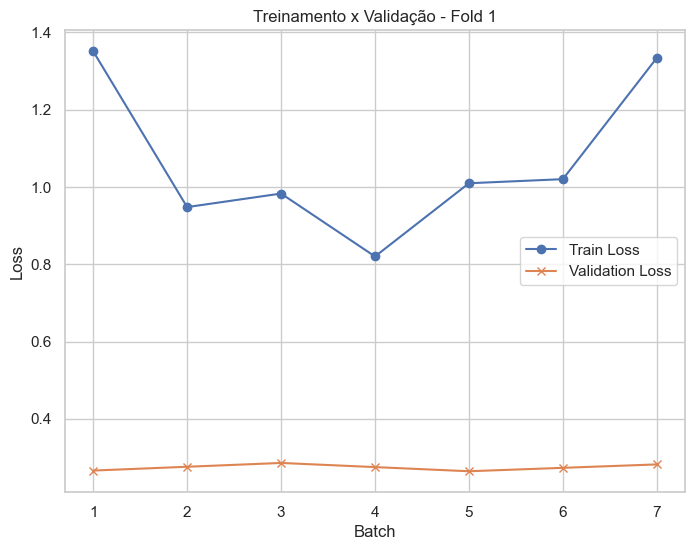 Treinamento x Validação - Fold 1
1.4
1.2
1.0
0.8
0.6
0.4
Loss
Train Loss
Validation Loss
1 2 3 4 5 6 7
Batch